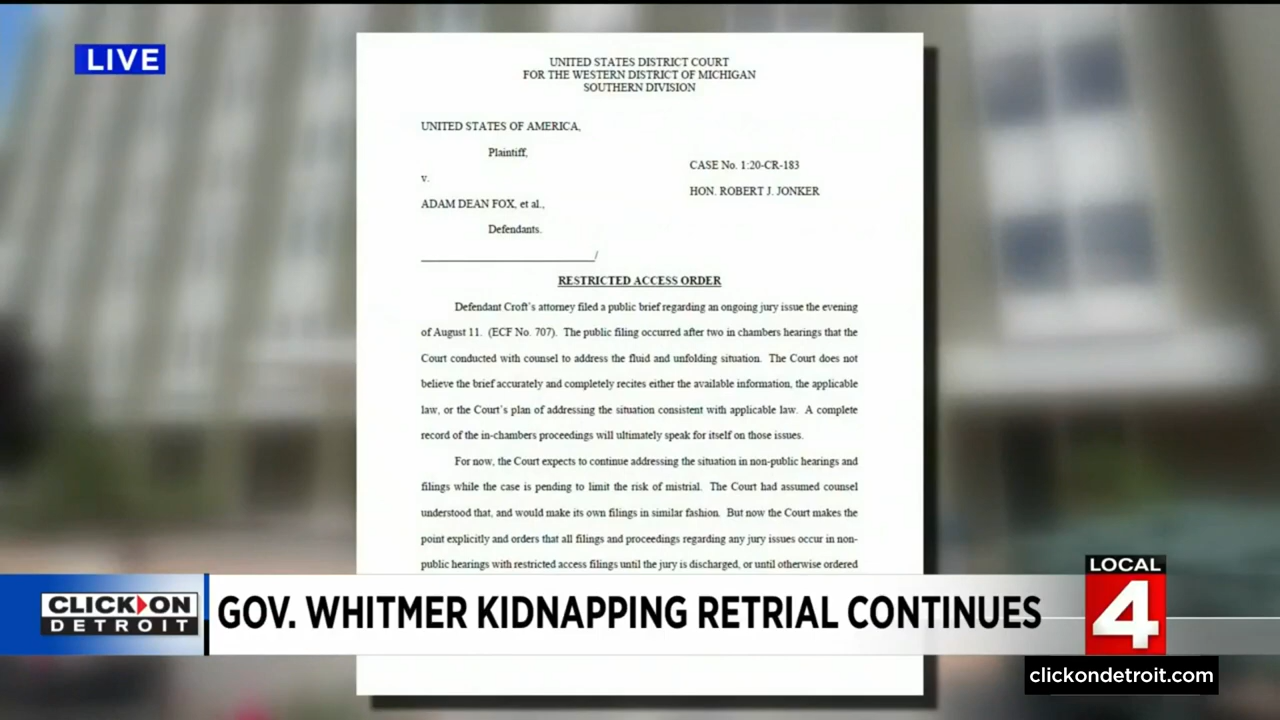 LIVE
UNITED STATES DISTRICT COURT
FOR THE WESTERN DISTRICT OF MICHIGAN
SOUTHERN DIVISION
UNITED STATES OF AMERICA,
Plaintiff,
CASE No. 1:20-CR-183
v.
HON. ROBERT J. JONKER
ADAM DEAN FOX, et al.,
Defendants.
/
RESTRICTED ACCESS ORDER
Defendant Croft's attorney filed a public brief regarding an ongoing jury issue the evening
of August 11. (ECF No. 707). The public filing occurred after two in chambers hearings that the
Court conducted with counsel to address the fluid and unfolding situation. The Court does not
believe the brief accurately and completely recites either the available information, the applicable
law, or the Court's plan of addressing the situation consistent with applicable law. A complete
record of the in-chambers proceedings will ultimately speak for itself on those issues.
For now, the Court expects to continue addressing the situation in non-public hearings and
filings while the case is pending to limit the risk of mistrial. The Court had assumed counsel
understood that, and would make its own filings in similar fashion. But now the Court makes the
point explicitly and orders that all filings and proceedings regarding any jury issues occur in non-
public hearings with restricted access filings until the jury is discharged, or until otherwise ordered
CLICK ON
DETROIT
GOV. WHITMER KIDNAPPING RETRIAL CONTINUES
LOCAL
4
clickondetroit.com